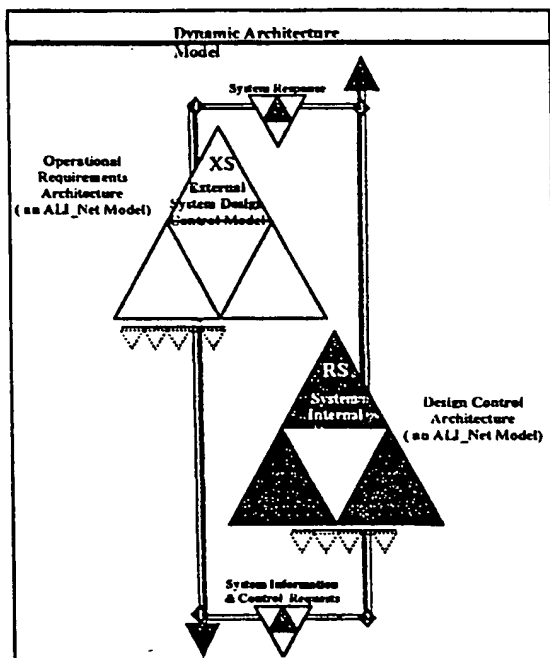 Dynamic Architecture
Model
System Response
Operational
Requirements
Architecture
( an ALI_Net Model)
XS
External
System Design
Control Model
RS
Systems
Internal
Design Control
Architecture
( an ALI_Net Model)
System Information
& Control Requests